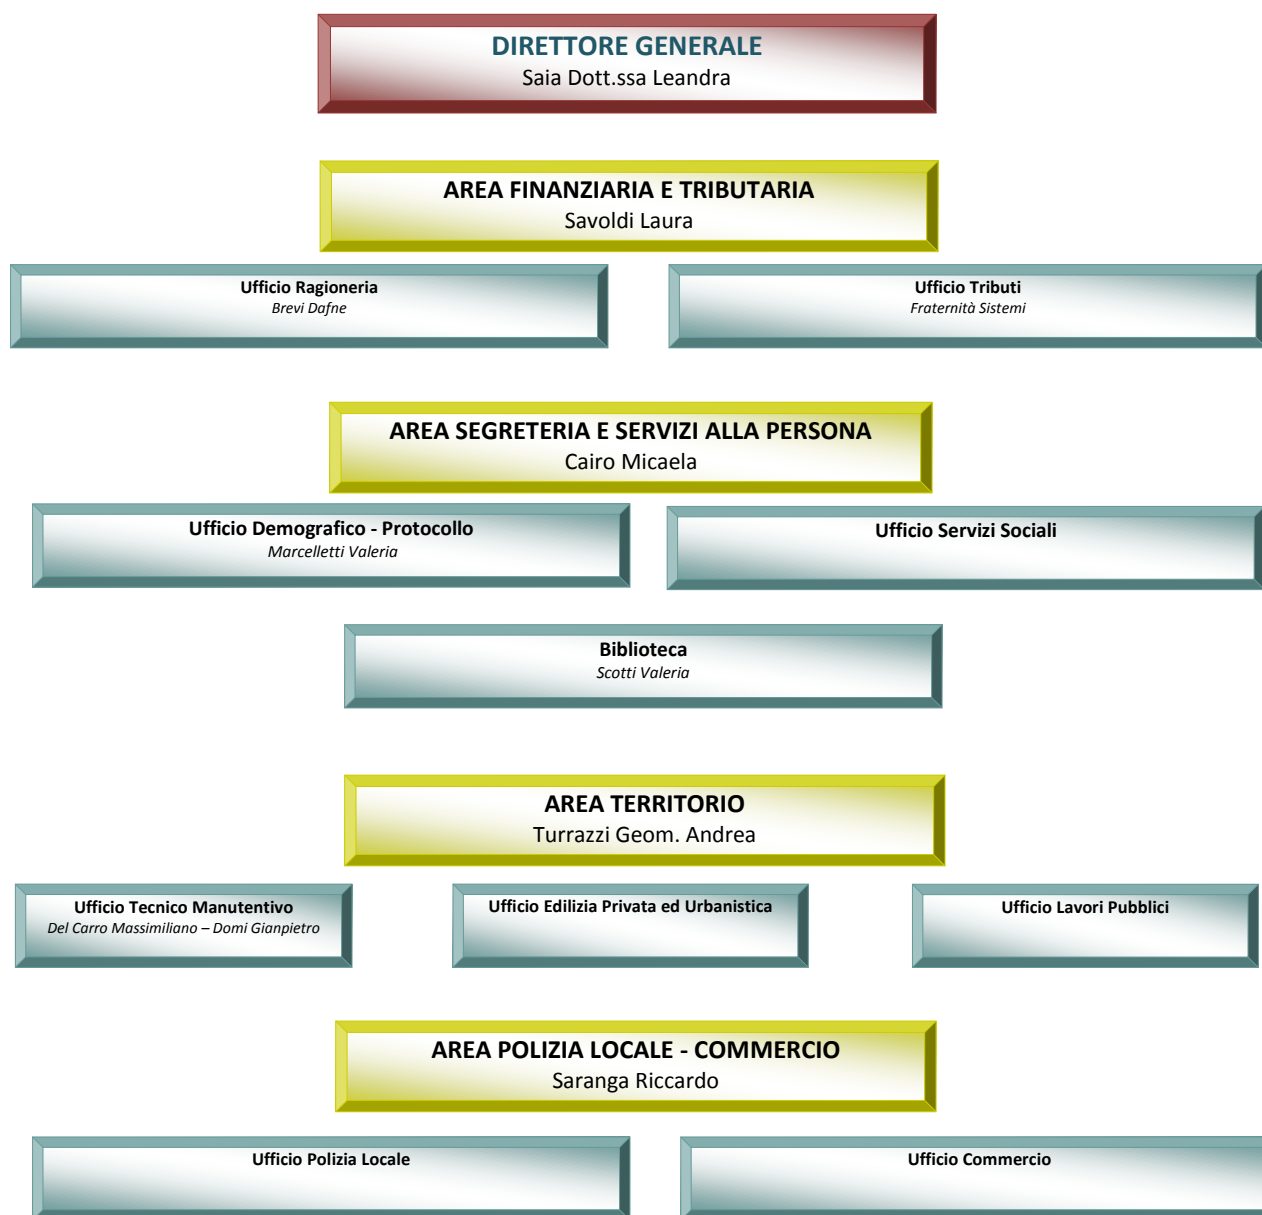 DIRETTORE GENERALE
Saia Dott.ssa Leandra
AREA FINANZIARIA E TRIBUTARIA
Savoldi Laura
Ufficio Ragioneria
Brevi Dafne
Ufficio Tributi
Fraternità Sistemi
AREA SEGRETERIA E SERVIZI ALLA PERSONA
Cairo Micaela
Ufficio Demografico - Protocollo
Marcelletti Valeria
Ufficio Servizi Sociali
Biblioteca
Scotti Valeria
AREA TERRITORIO
Turrazzi Geom. Andrea
Ufficio Tecnico Manutentivo
Del Carro Massimiliano – Domi Gianpietro
Ufficio Edilizia Privata ed Urbanistica
Ufficio Lavori Pubblici
AREA POLIZIA LOCALE - COMMERCIO
Saranga Riccardo
Ufficio Polizia Locale
Ufficio Commercio